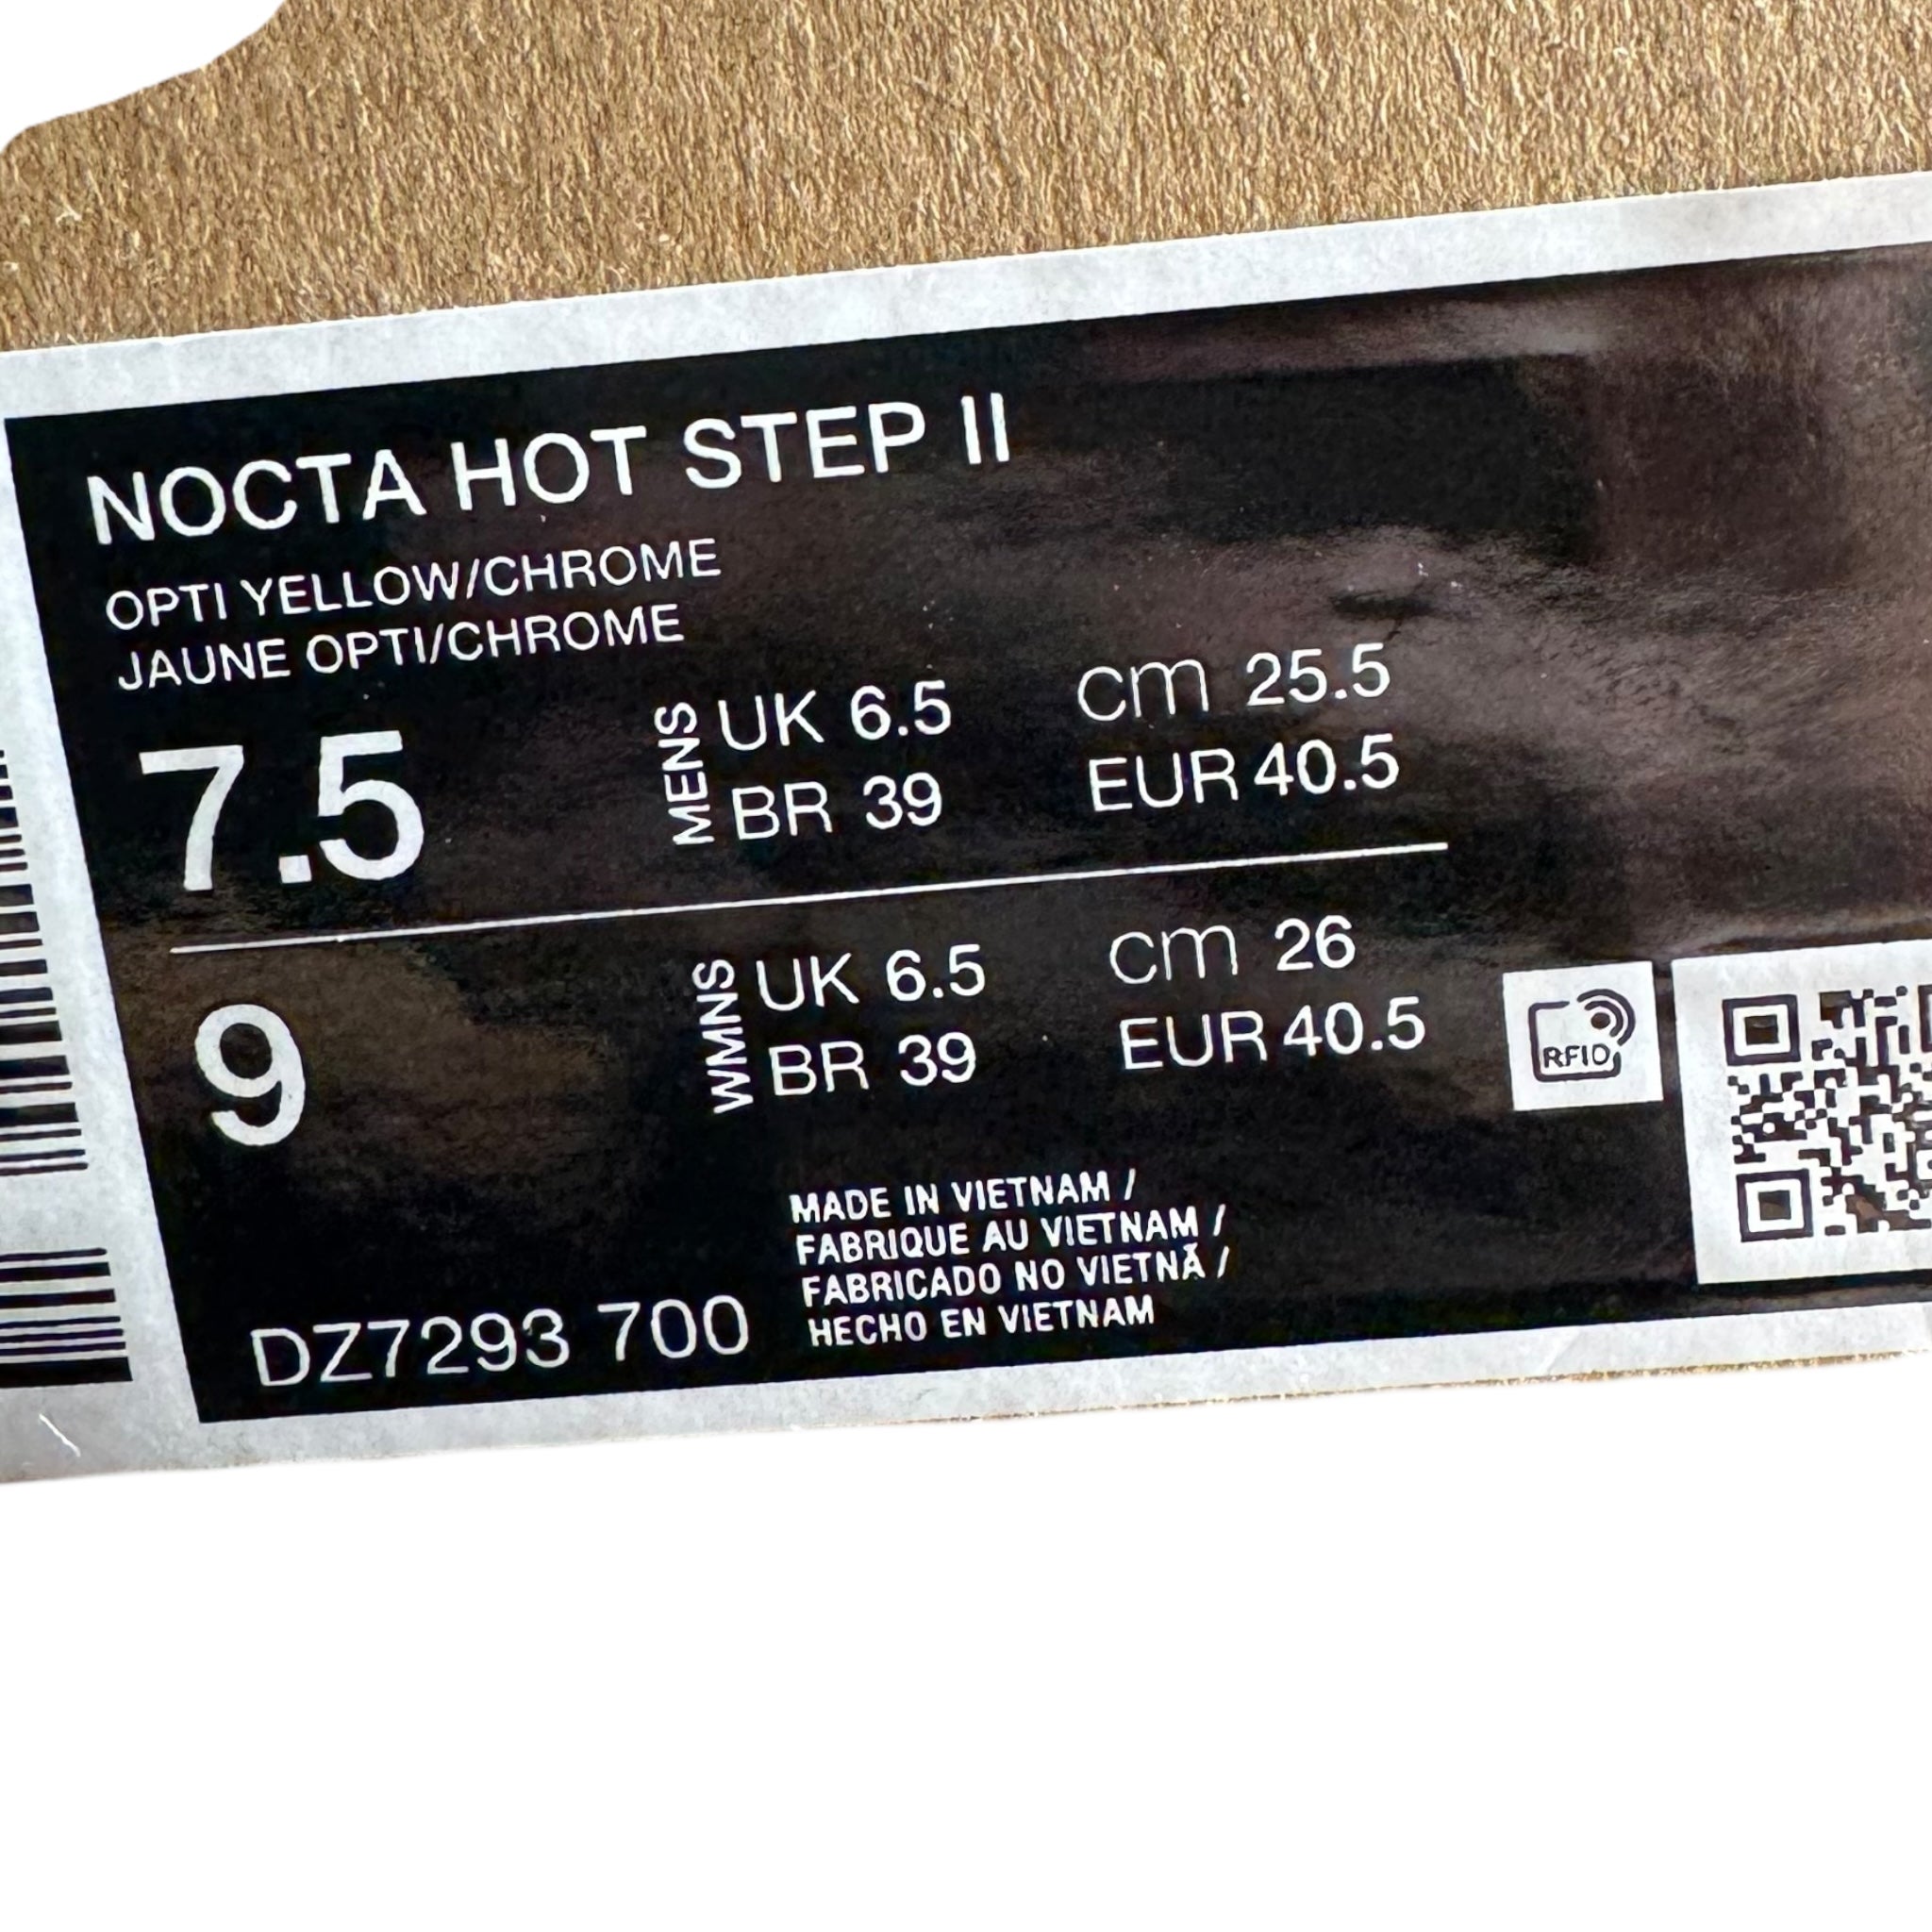 NOCTA HOT STEP II
OPTI YELLOW/CHROME
JAUNE OPTI/CHROME
7.5
MENS
UK 6.5 cm 25.5
BR 39 EUR 40.5
9
WMNS
UK 6.5 cm 26
BR 39 EUR 40.5
RFID
MADE IN VIETNAM /
FABRIQUE AU VIETNAM /
FABRICADO NO VIETNÃ /
HECHO EN VIETNAM
DZ7293 700